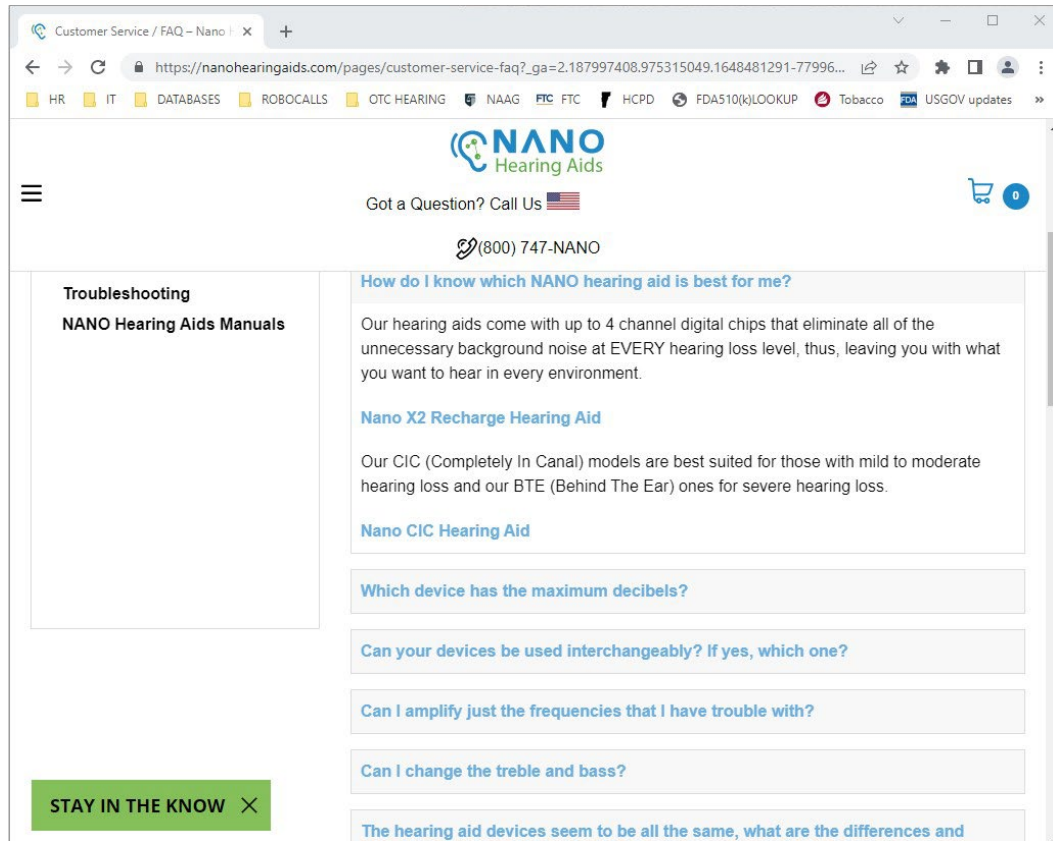 Customer Service / FAQ – Nano H
https://nanohearingaids.com/pages/customer-service-faq?_ga=2.187997408.975315049.1648481291-77996...
HR IT DATABASES ROBOCALLS OTC HEARING NAAG FTC FTC HCPD FDA510(k)LOOKUP Tobacco FDA USGOV updates »
NANO
Hearing Aids
Got a Question? Call Us
0
(800) 747-NANO
Troubleshooting
NANO Hearing Aids Manuals
How do I know which NANO hearing aid is best for me?
Our hearing aids come with up to 4 channel digital chips that eliminate all of the
unnecessary background noise at EVERY hearing loss level, thus, leaving you with what
you want to hear in every environment.
Nano X2 Recharge Hearing Aid
Our CIC (Completely In Canal) models are best suited for those with mild to moderate
hearing loss and our BTE (Behind The Ear) ones for severe hearing loss.
Nano CIC Hearing Aid
Which device has the maximum decibels?
Can your devices be used interchangeably? If yes, which one?
Can I amplify just the frequencies that I have trouble with?
Can I change the treble and bass?
STAY IN THE KNOW
The hearing aid devices seem to be all the same, what are the differences and